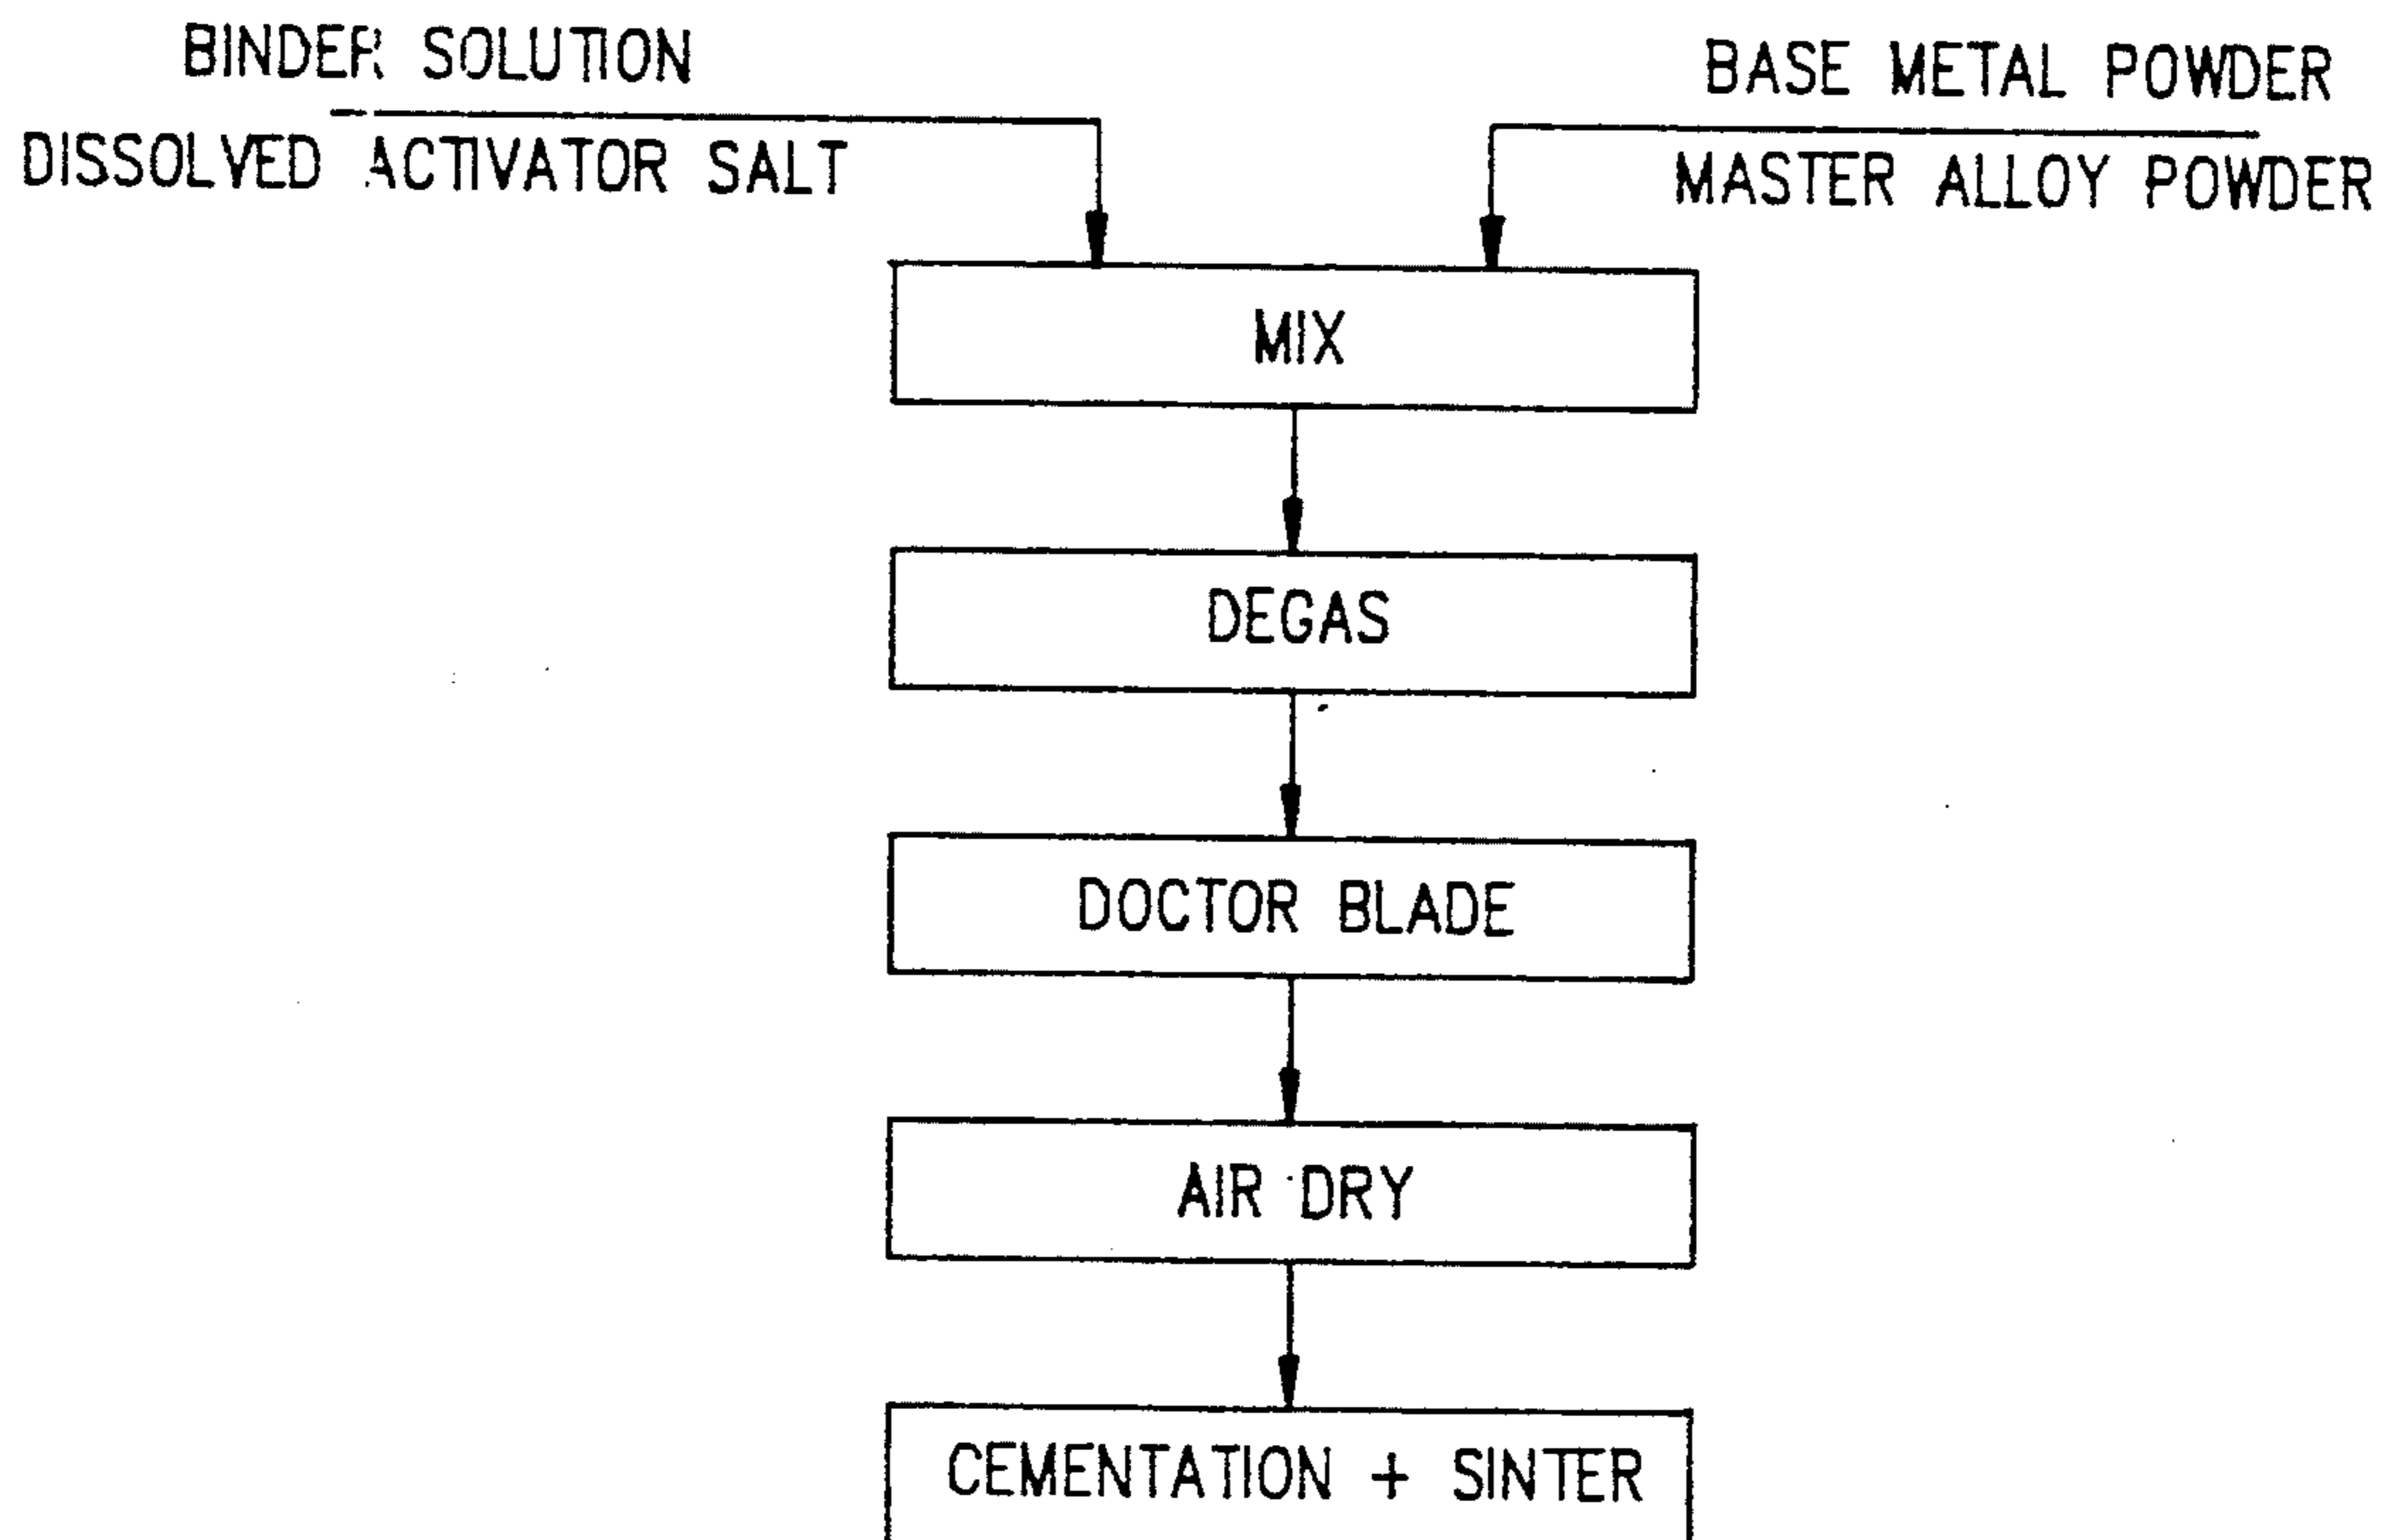 BINDER SOLUTION
DISSOLVED ACTIVATOR SALT
BASE METAL POWDER
MASTER ALLOY POWDER
MIX
DEGAS
DOCTOR BLADE
AIR DRY
CEMENTATION + SINTER